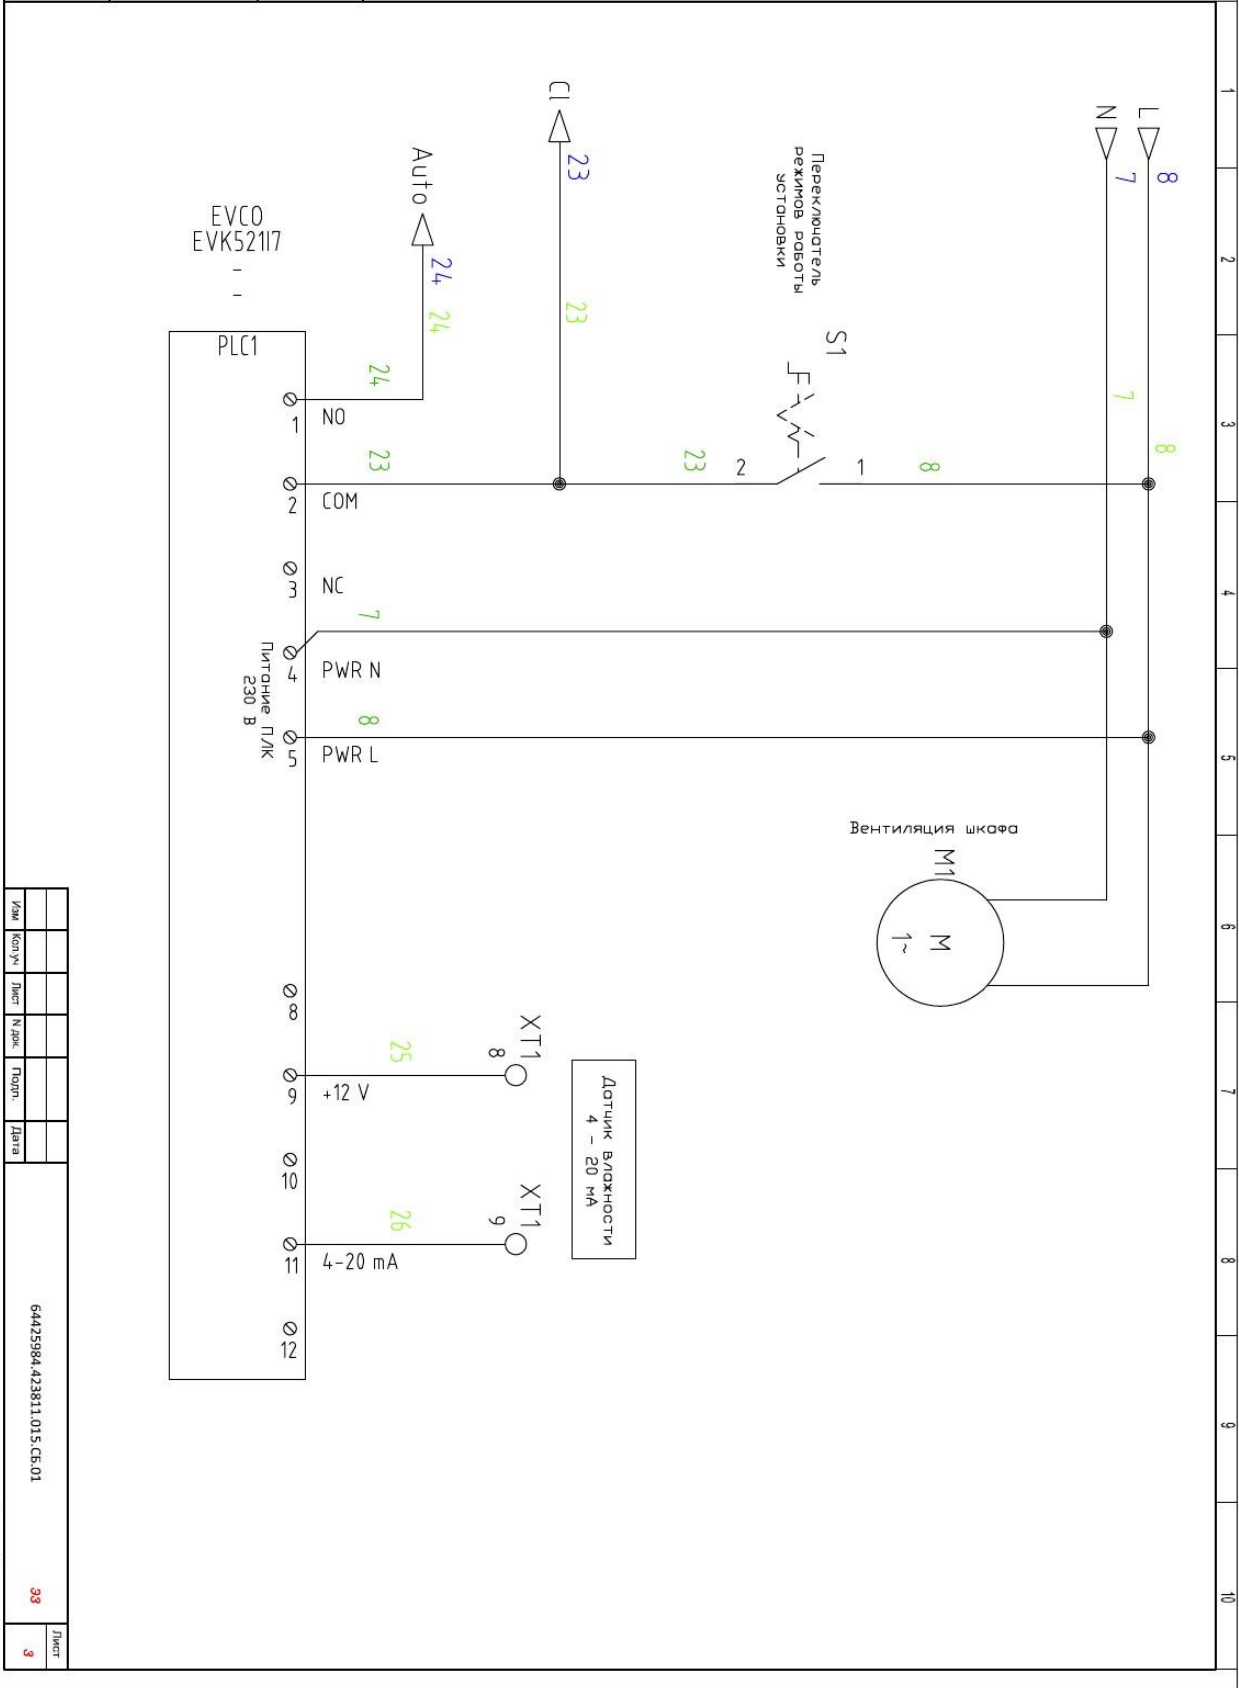 1
2
3
4
5
6
7
8
9
10
L
8
N
7
8
7
Переключатель
режимов работы
установки
S1
1
2
8
23
Cl
23
23
Auto
24
24
EVCO
EVK521I7
-
-
PLC1
24
1
NO
23
2
COM
3
NC
7
4
PWR N
8
5
PWR L
Питание ПЛК
230 В
Вентиляция шкафа
M1
M
1~
8
9
+12 V
25
XT1
8
10
11
4-20 mA
26
XT1
9
12
Датчик влажности
4 - 20 мА
Изм
Кол.уч
Лист
N док.
Подп.
Дата
64425984.423811.015.СБ.01
ЭЗ
Лист
3